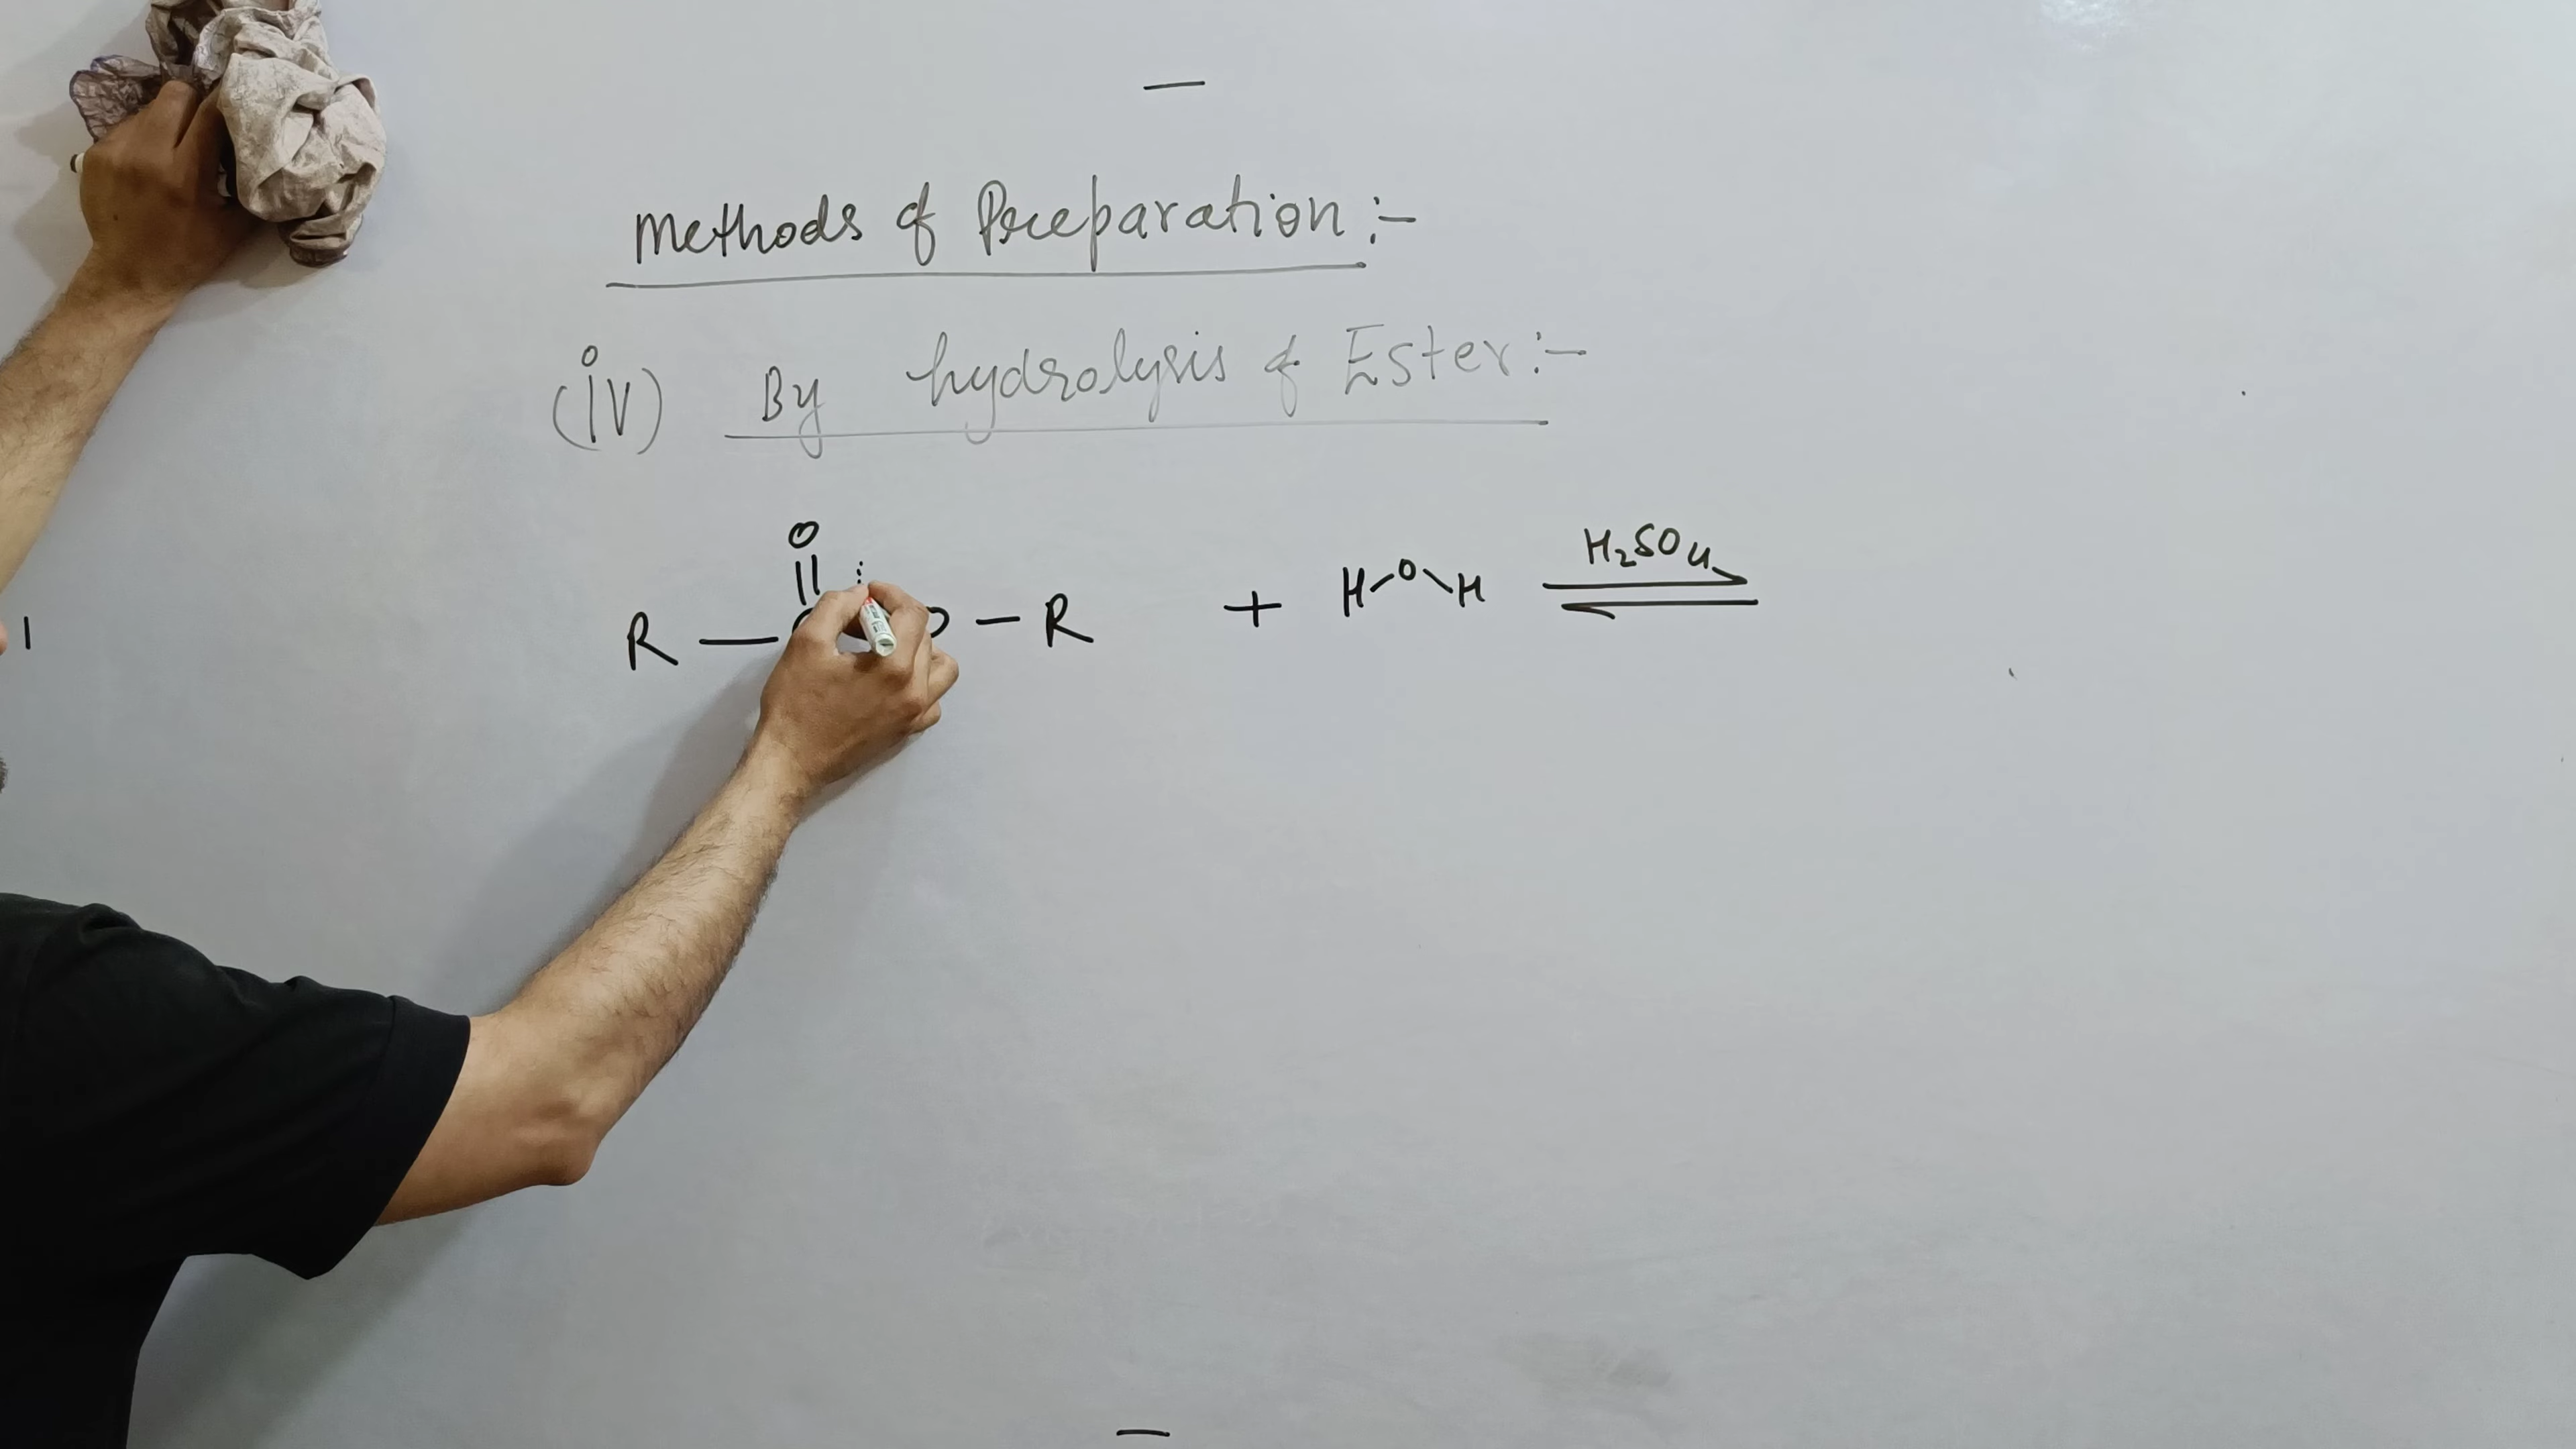 Methods of Preparation:-
(iv) By hydrolysis of Ester:-
O
R — O — R + H-O-H H2SO4